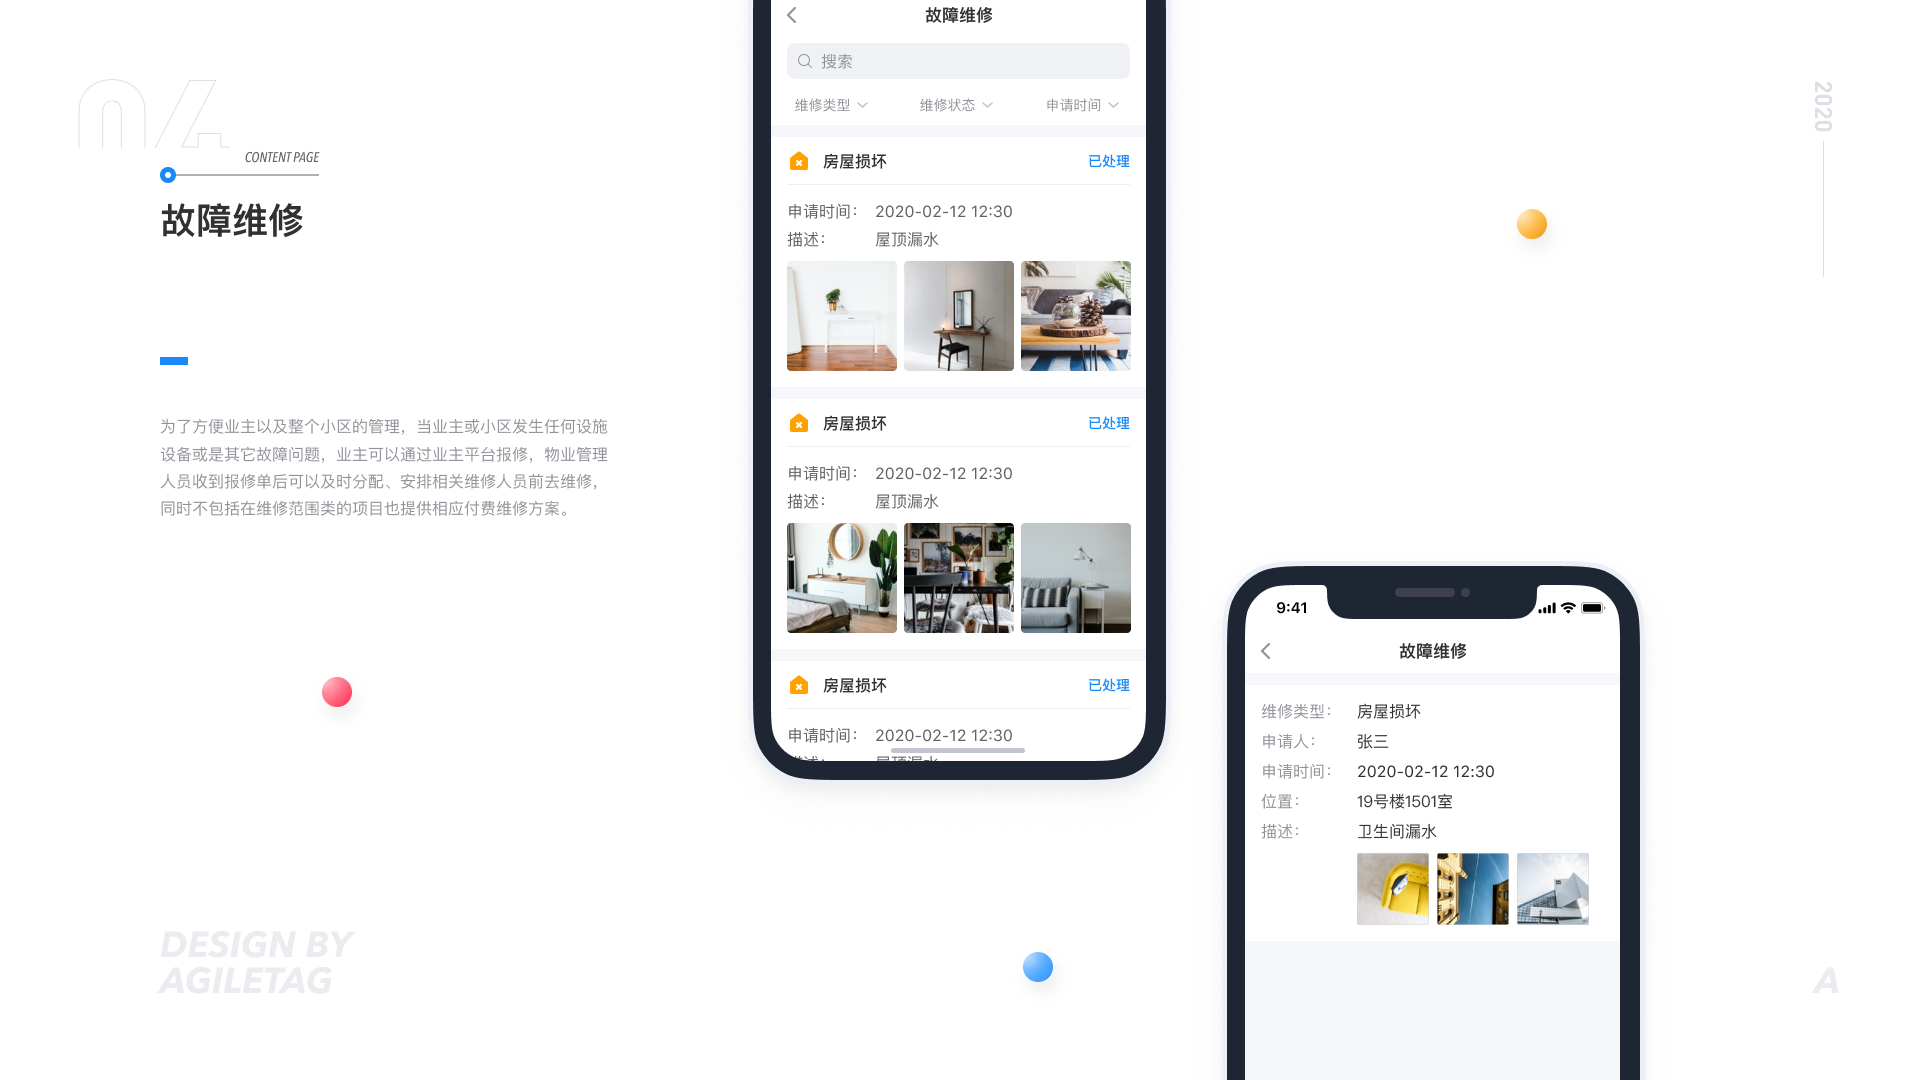 04
CONTENT PAGE
故障维修
为了方便业主以及整个小区的管理，当业主或小区发生任何设施
设备或是其它故障问题，业主可以通过业主平台报修，物业管理
人员收到报修单后可以及时分配、安排相关维修人员前去维修，
同时不包括在维修范围类的项目也提供相应付费维修方案。
DESIGN BY
AGILETAG
故障维修
搜索
维修类型 维修状态 申请时间
房屋损坏 已处理
申请时间： 2020-02-12 12:30
描述： 屋顶漏水
房屋损坏 已处理
申请时间： 2020-02-12 12:30
描述： 屋顶漏水
房屋损坏 已处理
申请时间： 2020-02-12 12:30
描述： 屋顶漏水
9:41
故障维修
维修类型： 房屋损坏
申请人： 张三
申请时间： 2020-02-12 12:30
位置： 19号楼1501室
描述： 卫生间漏水
2020
A